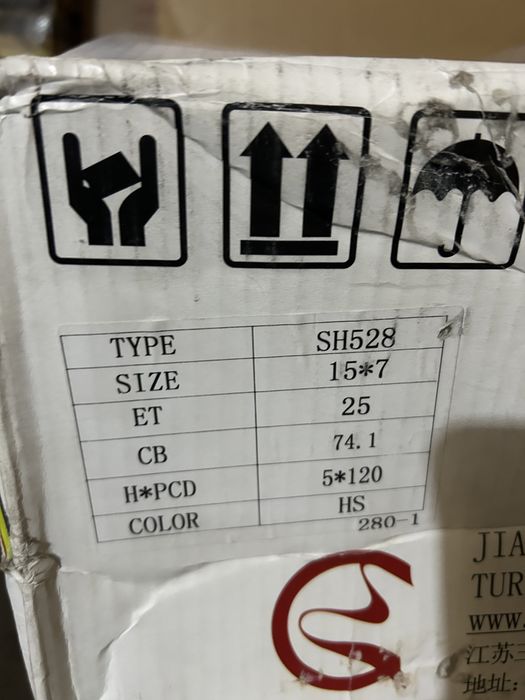 TYPE SH528
SIZE 15*7
ET 25
CB 74.1
H*PCD 5*120
COLOR HS
280-1
JIA
TUR
www.
江苏
地址: